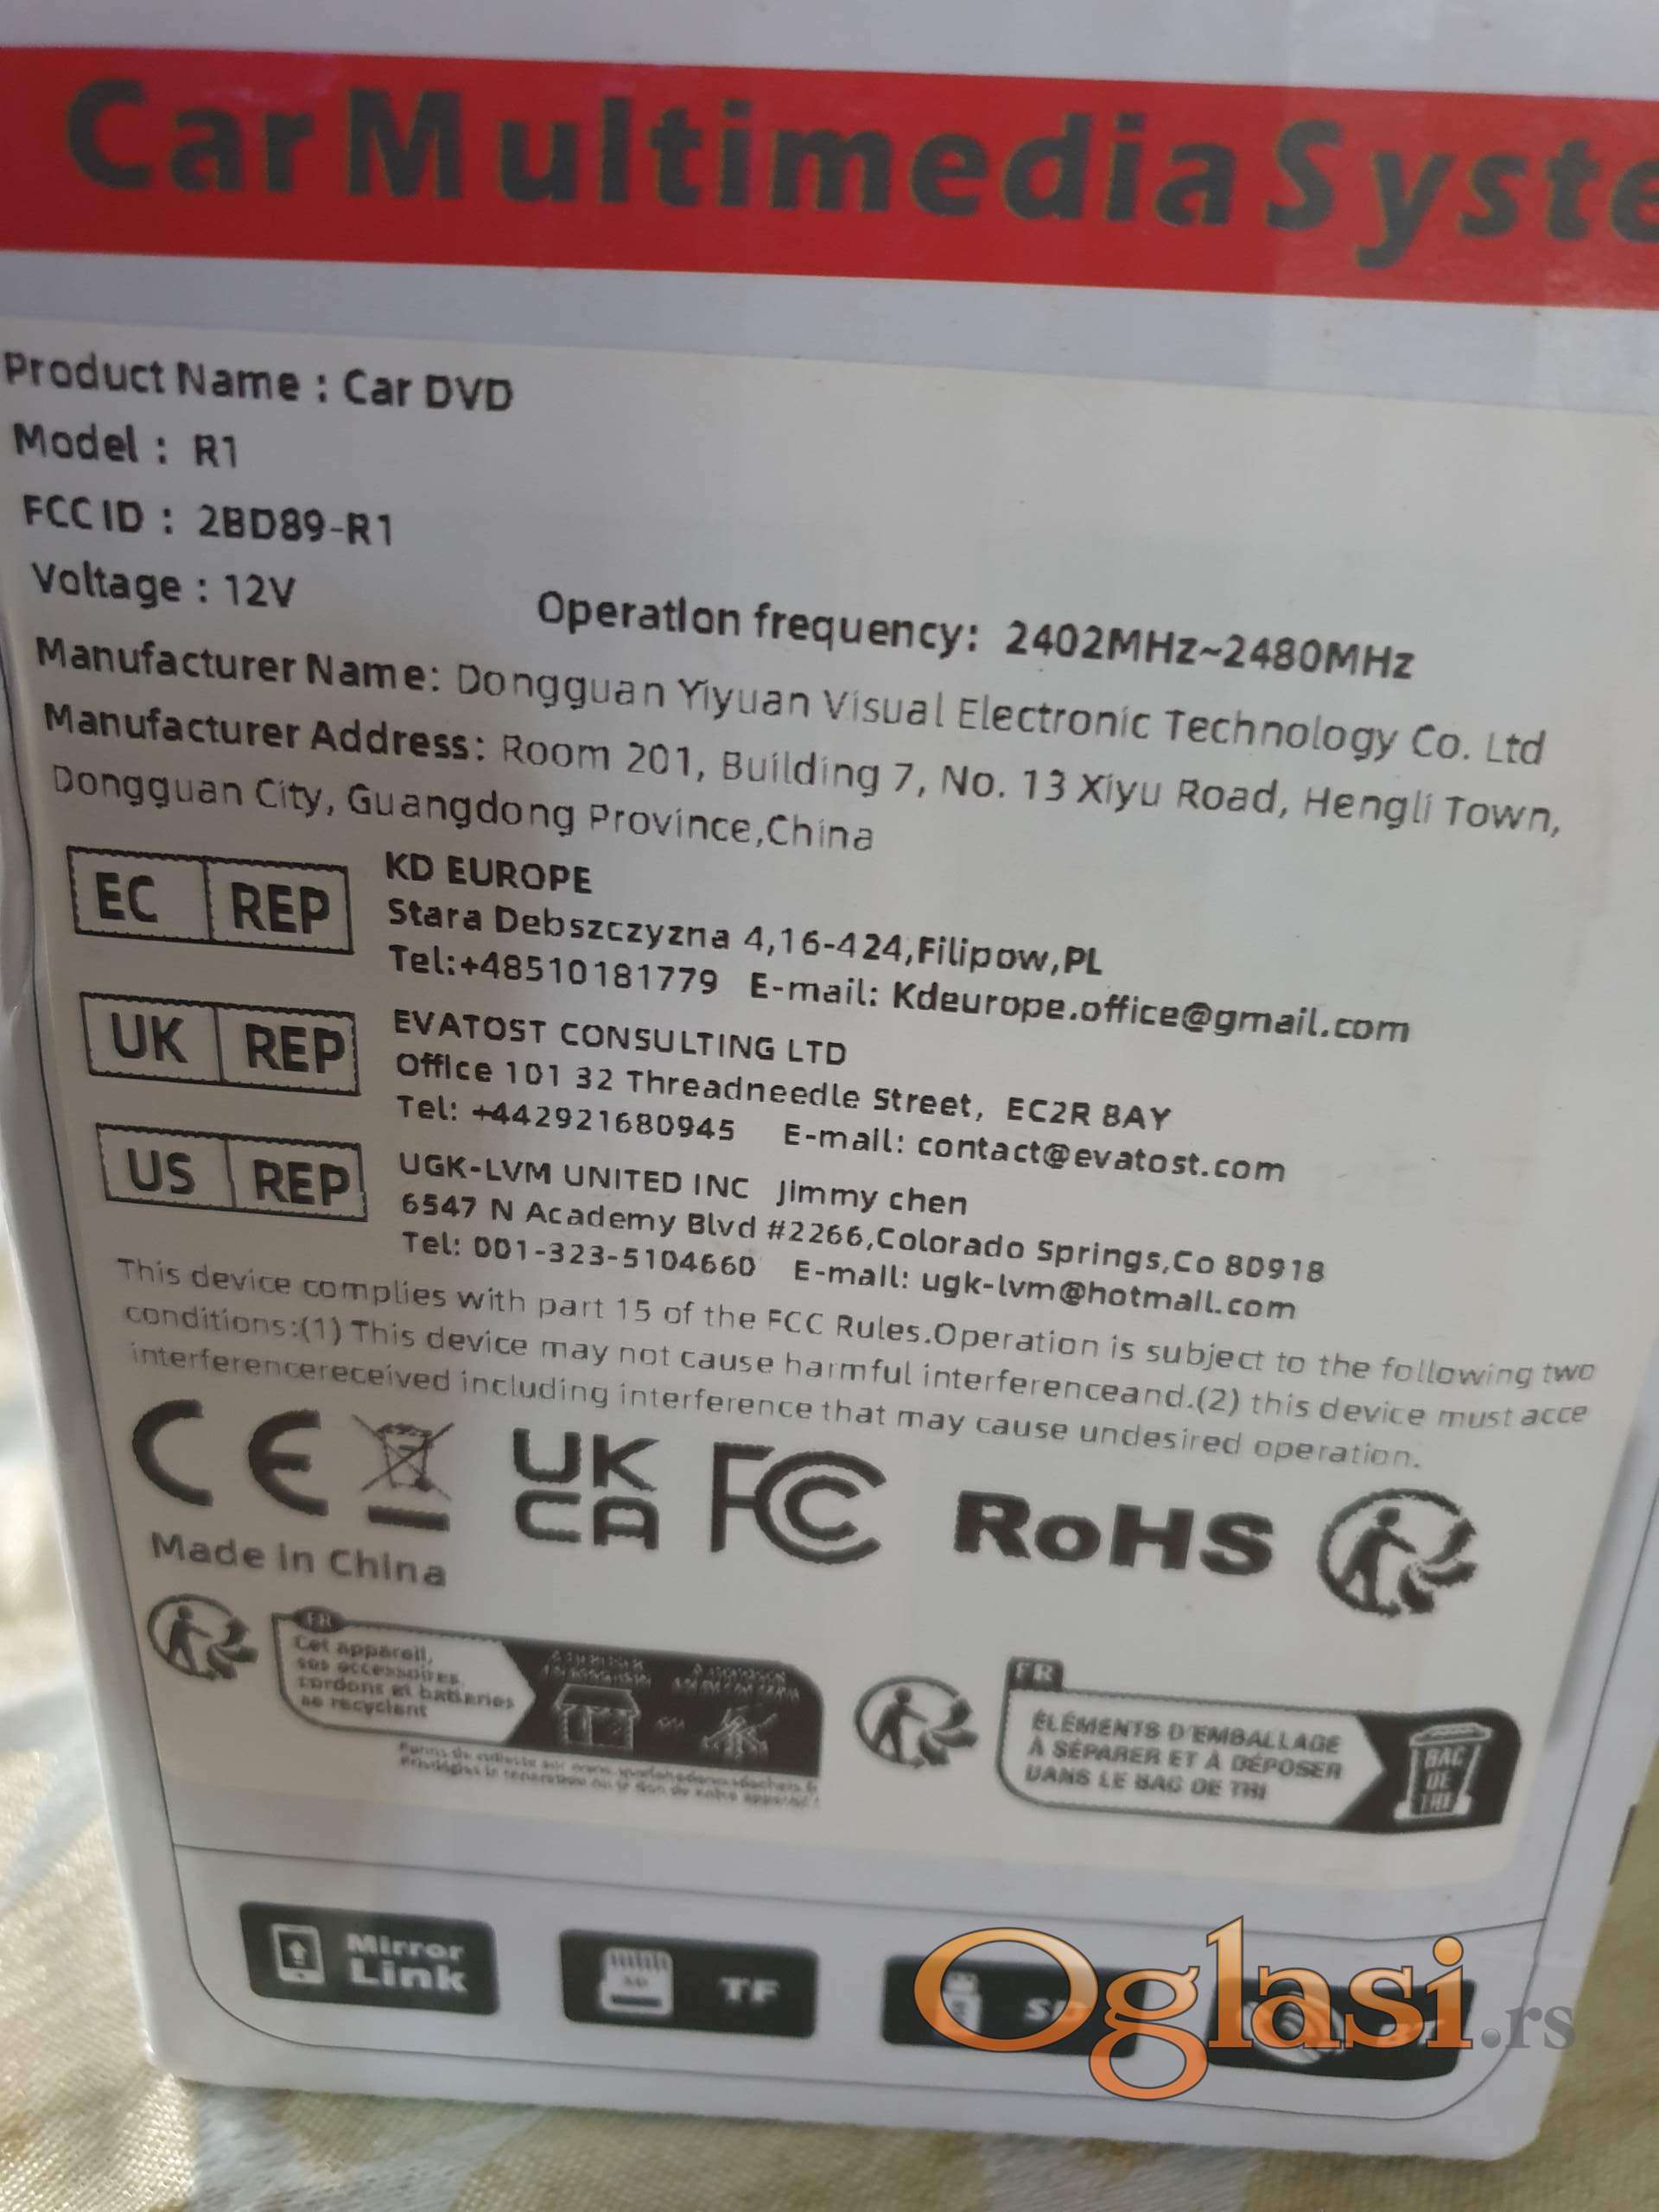 Car Multimedia Syste
Product Name : Car DVD
Model : R1
FCC ID : 2BD89-R1
Voltage : 12V
Operation frequency: 2402MHz~2480MHz
Manufacturer Name: Dongguan Yiyuan Visual Electronic Technology Co. Ltd
Manufacturer Address: Room 201, Building 7, No. 13 Xiyu Road, Hengli Town,
Dongguan City, Guangdong Province,China
EC REP
KD EUROPE
Stara Debszczyzna 4,16-424,Filipow,PL
Tel:+48510181779 E-mail: Kdeurope.office@gmail.com
UK REP
EVATOST CONSULTING LTD
Office 101 32 Threadneedle Street, EC2R 8AY
Tel: +442921680945 E-mail: contact@evatost.com
US REP
UGK-LVM UNITED INC Jimmy chen
6547 N Academy Blvd #2266,Colorado Springs,Co 80918
Tel: 001-323-5104660 E-mail: ugk-lvm@hotmail.com
This device complies with part 15 of the FCC Rules.Operation is subject to the following two
conditions:(1) This device may not cause harmful interferenceand.(2) this device must acce
interferencereceived including interference that may cause undesired operation.
CE
UK
CA
FC
RoHS
Made in China
FR
Cet appareil,
ses accessoires,
cordons et batteries
se recyclent
FR
ÉLÉMENTS D'EMBALLAGE
À SÉPARER ET À DÉPOSER
DANS LE BAC DE TRI
BAC
DE
TRI
Mirror
Link
TF
SD
Oglasi.rs